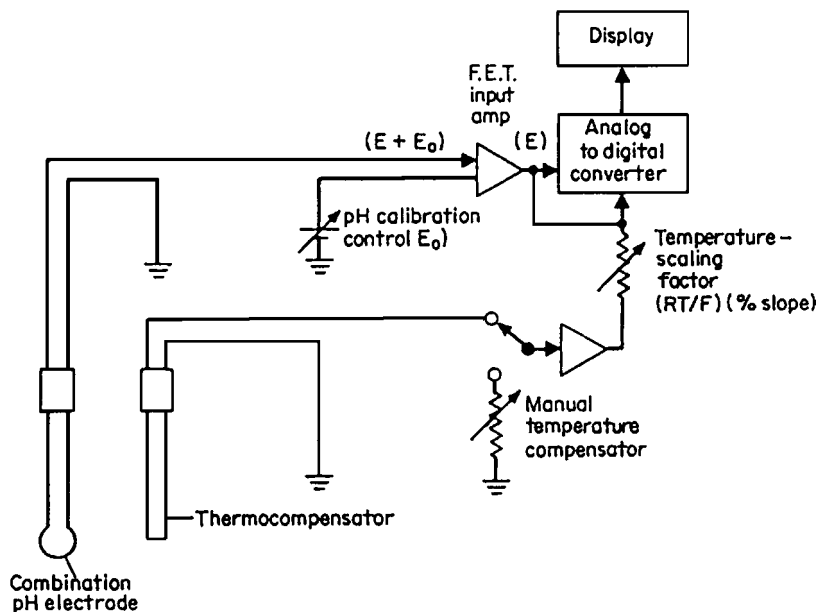 Display
F.E.T.
input
amp
(E + E₀)
(E)
Analog
to digital
converter
pH calibration
control E₀)
Temperature–
scaling
factor
(RT/F) (% slope)
Manual
temperature
compensator
Thermocompensator
Combination
pH electrode